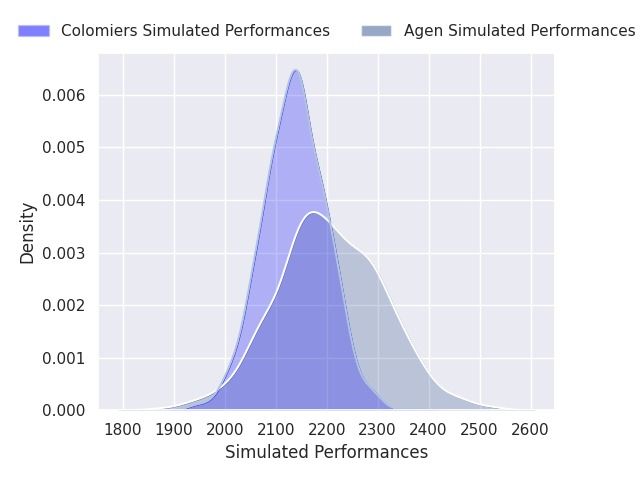 Colomiers Simulated Performances Agen Simulated Performances
0.006
0.005
0.004
0.003
0.002
0.001
0.000
Density
1800 1900 2000 2100 2200 2300 2400 2500 2600
Simulated Performances